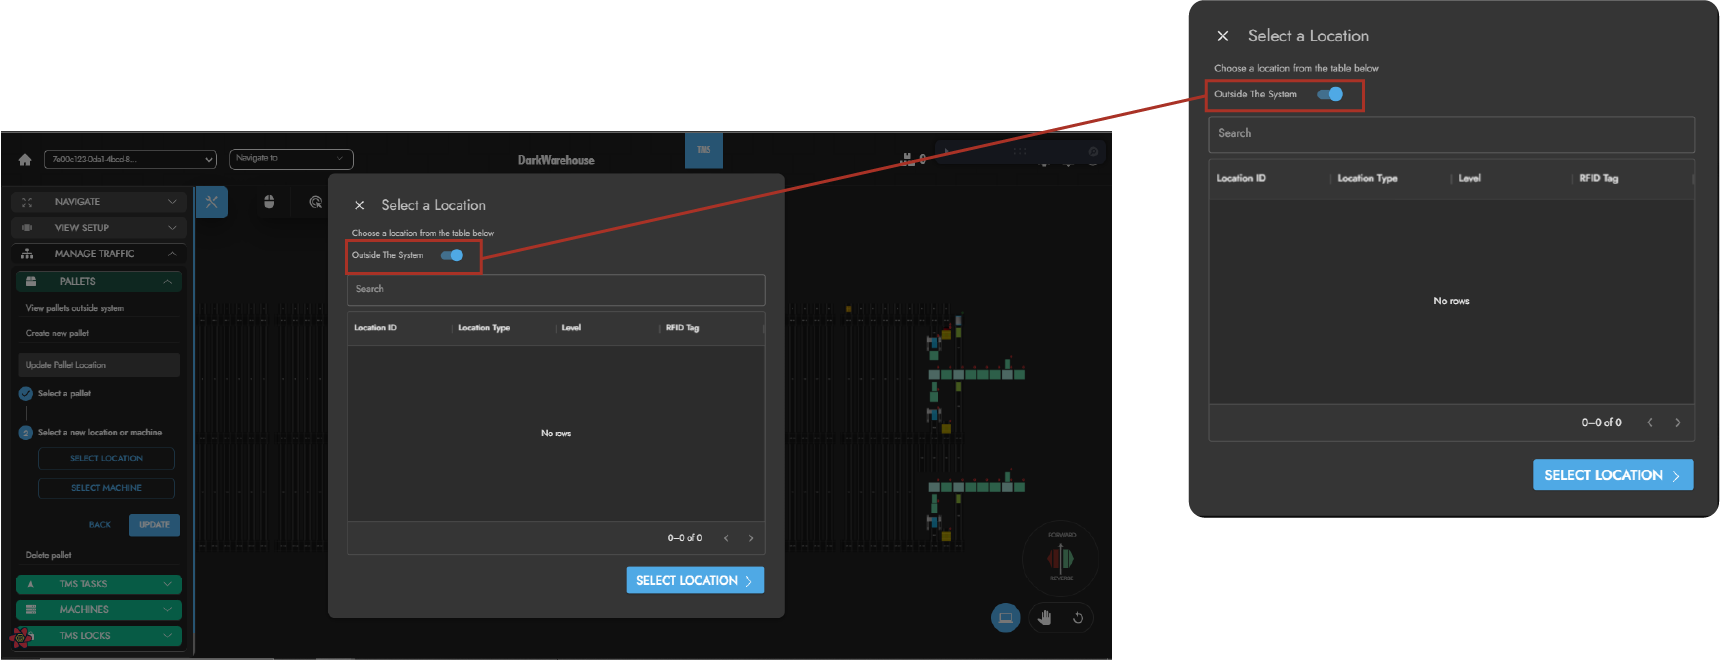 7a00c123-0da1-4bcd-8...
Navigate to
DarkWarehouse
TMS
0
NAVIGATE
VIEW SETUP
MANAGE TRAFFIC
PALLETS
View pallets outside system
Create new pallet
Update Pallet Location
Select a pallet
Select a new location or machine
SELECT LOCATION
SELECT MACHINE
BACK
UPDATE
Delete pallet
TMS TASKS
MACHINES
TMS LOCKS
Select a Location
Choose a location from the table below
Outside The System
Search
Location ID
Location Type
Level
RFID Tag
No rows
0–0 of 0
SELECT LOCATION
FORWARD
REVERSE
Select a Location
Choose a location from the table below
Outside The System
Search
Location ID
Location Type
Level
RFID Tag
No rows
0–0 of 0
SELECT LOCATION